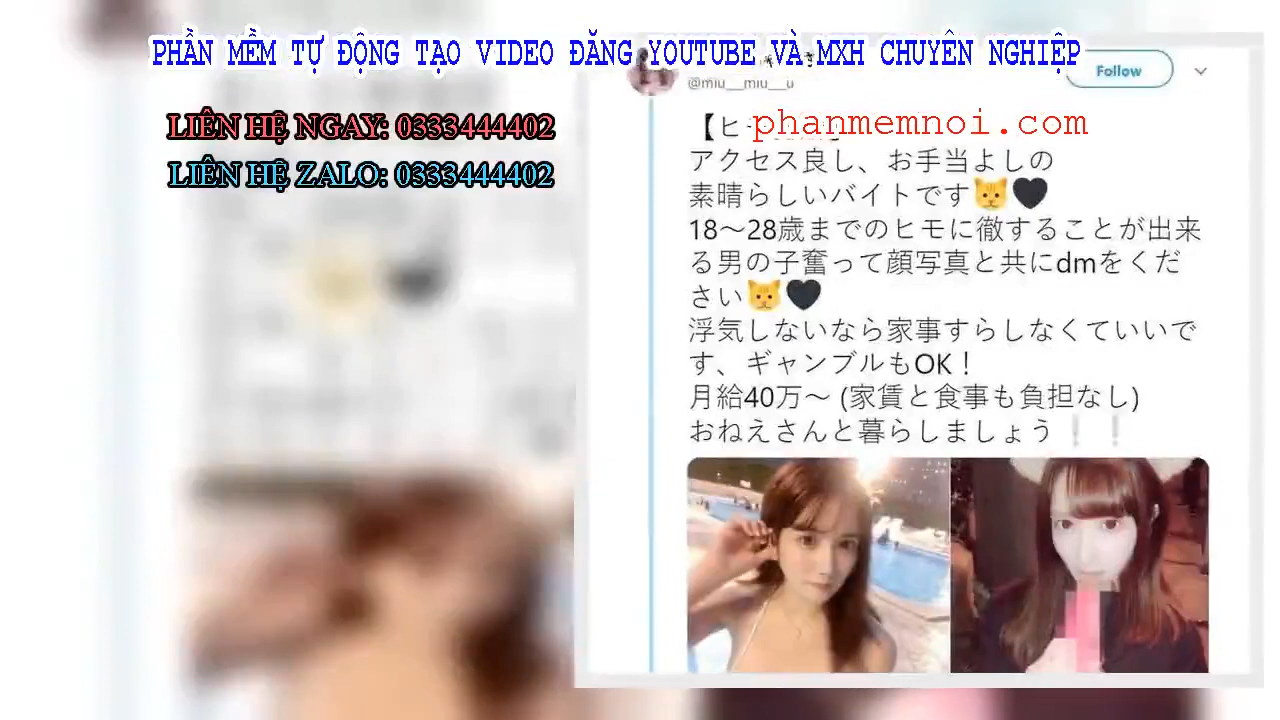 PHẦN MỀM TỰ ĐỘNG TẠO VIDEO ĐĂNG YOUTUBE VÀ MXH CHUYÊN NGHIỆP
@miu__miu__u
Follow
LIÊN HỆ NGAY: 0333444402
phanmemnoi.com
LIÊN HỆ ZALO: 0333444402
【ヒ
アクセス良し、お手当よしの
素晴らしいバイトです🐱🖤
18〜28歳までのヒモに徹することが出来
る男の子奮って顔写真と共にdmをくだ
さい🐱🖤
浮気しないなら家事すらしなくていいで
す、ギャンブルもOK！
月給40万〜 (家賃と食事も負担なし)
おねえさんと暮らしましょう❕❕